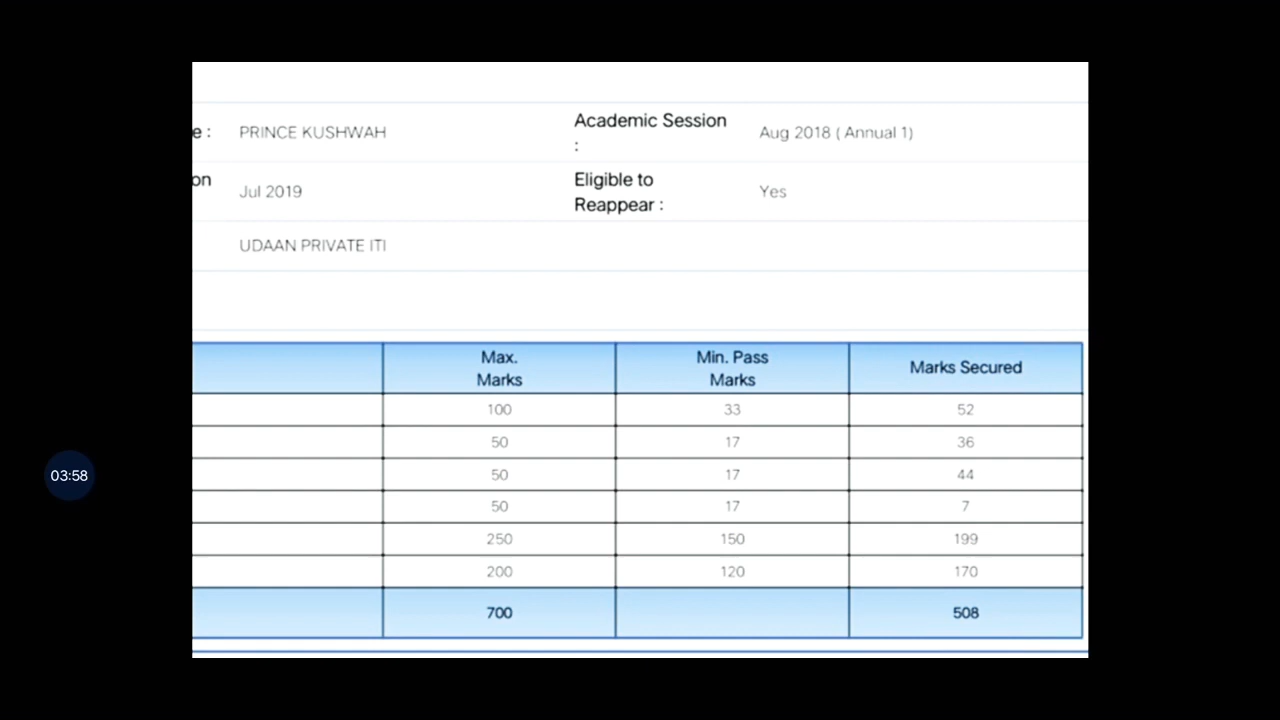 e : PRINCE KUSHWAH Academic Session : Aug 2018 ( Annual 1)
on Jul 2019 Eligible to Reappear : Yes
UDAAN PRIVATE ITI
Max. Marks Min. Pass Marks Marks Secured
100 33 52
50 17 36
50 17 44
50 17 7
250 150 199
200 120 170
700 508
03:58